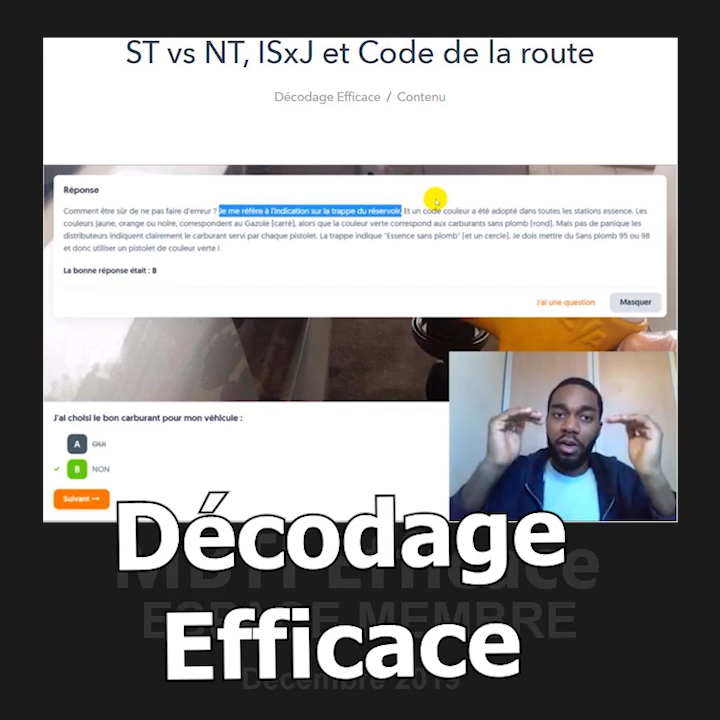 ST vs NT, ISxJ et Code de la route
Décodage Efficace / Contenu
Réponse
Comment être sûr de ne pas faire d'erreur ? Je me réfère à l'indication sur la trappe du réservoir. Et un code couleur a été adopté dans toutes les stations essence. Les
couleurs jaune, orange ou noire, correspondent au Gazole [carré], alors que la couleur verte correspond aux carburants sans plomb [rond]. Mais pas de panique les
distributeurs indiquent clairement le carburant servi par chaque pistolet. La trappe indique "Essence sans plomb" [et un cercle]. Je dois mettre du Sans plomb 95 ou 98
et donc utiliser un pistolet de couleur verte !
La bonne réponse était : B
J'ai une question
Masquer
J'ai choisi le bon carburant pour mon véhicule :
A OUI
B NON
Suivant
Décodage
MBTI Efficace
ESPACE MEMBRE
Efficace
Décembre 2019